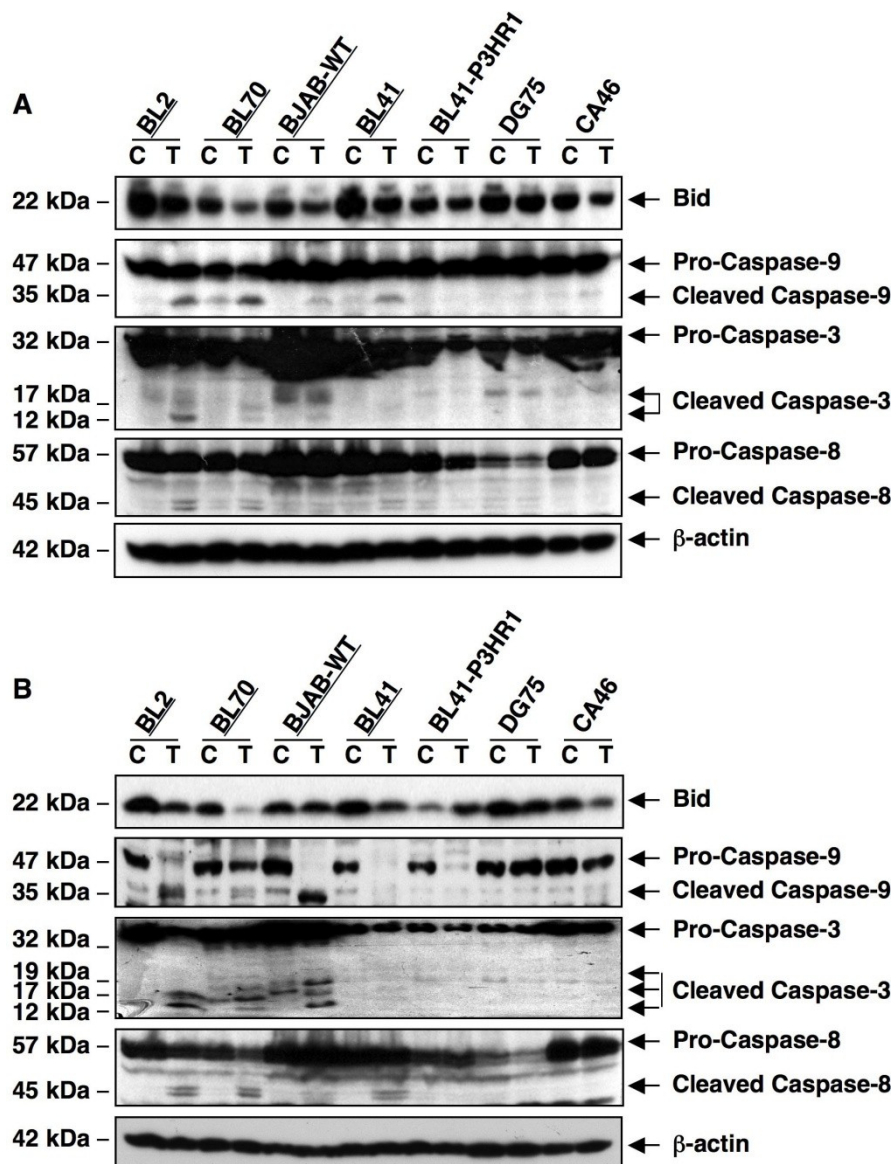 A
BL2 BL70 BJAB-WT BL41 BL41-P3HR1 DG75 CA46
C T C T C T C T C T C T C T
22 kDa – Bid
47 kDa – Pro-Caspase-9
35 kDa – Cleaved Caspase-9
32 kDa – Pro-Caspase-3
17 kDa – Cleaved Caspase-3
12 kDa –
57 kDa – Pro-Caspase-8
45 kDa – Cleaved Caspase-8
42 kDa – β-actin
B
BL2 BL70 BJAB-WT BL41 BL41-P3HR1 DG75 CA46
C T C T C T C T C T C T C T
22 kDa – Bid
47 kDa – Pro-Caspase-9
35 kDa – Cleaved Caspase-9
32 kDa – Pro-Caspase-3
19 kDa –
17 kDa – Cleaved Caspase-3
12 kDa –
57 kDa – Pro-Caspase-8
45 kDa – Cleaved Caspase-8
42 kDa – β-actin